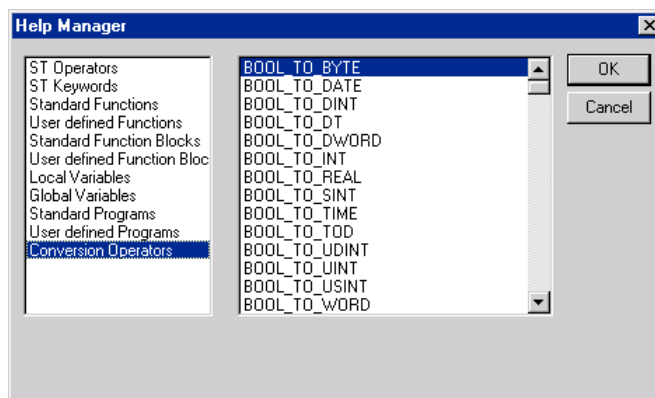 Help Manager
ST Operators
ST Keywords
Standard Functions
User defined Functions
Standard Function Blocks
User defined Function Bloc
Local Variables
Global Variables
Standard Programs
User defined Programs
Conversion Operators
BOOL_TO_BYTE
BOOL_TO_DATE
BOOL_TO_DINT
BOOL_TO_DT
BOOL_TO_DWORD
BOOL_TO_INT
BOOL_TO_REAL
BOOL_TO_SINT
BOOL_TO_TIME
BOOL_TO_TOD
BOOL_TO_UDINT
BOOL_TO_UINT
BOOL_TO_USINT
BOOL_TO_WORD
OK
Cancel